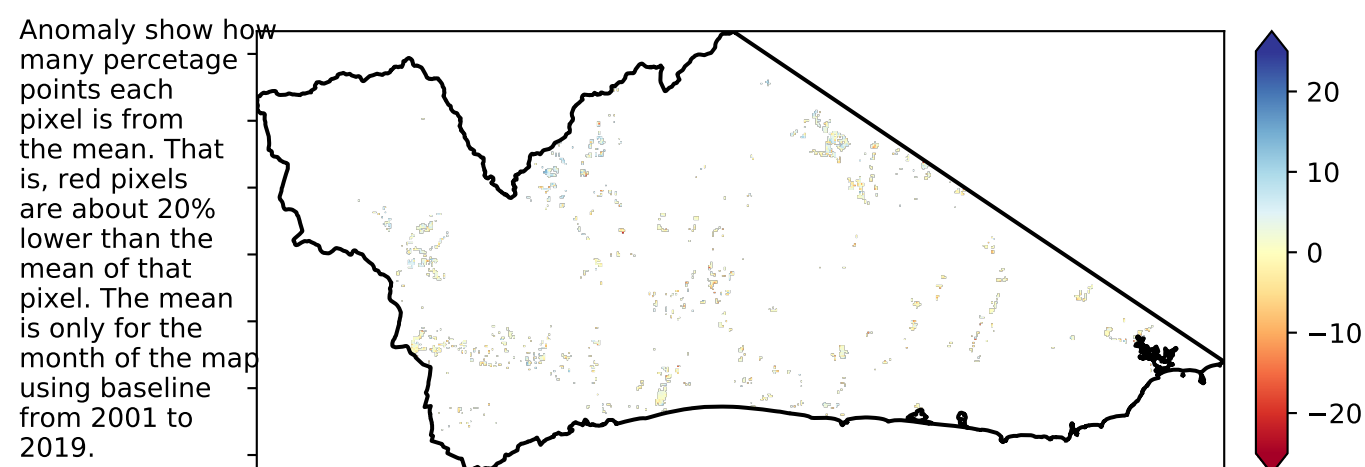 Anomaly show how
many percetage
points each
pixel is from
the mean. That
is, red pixels
are about 20%
lower than the
mean of that
pixel. The mean
is only for the
month of the map
using baseline
from 2001 to
2019.
20
10
0
−10
−20